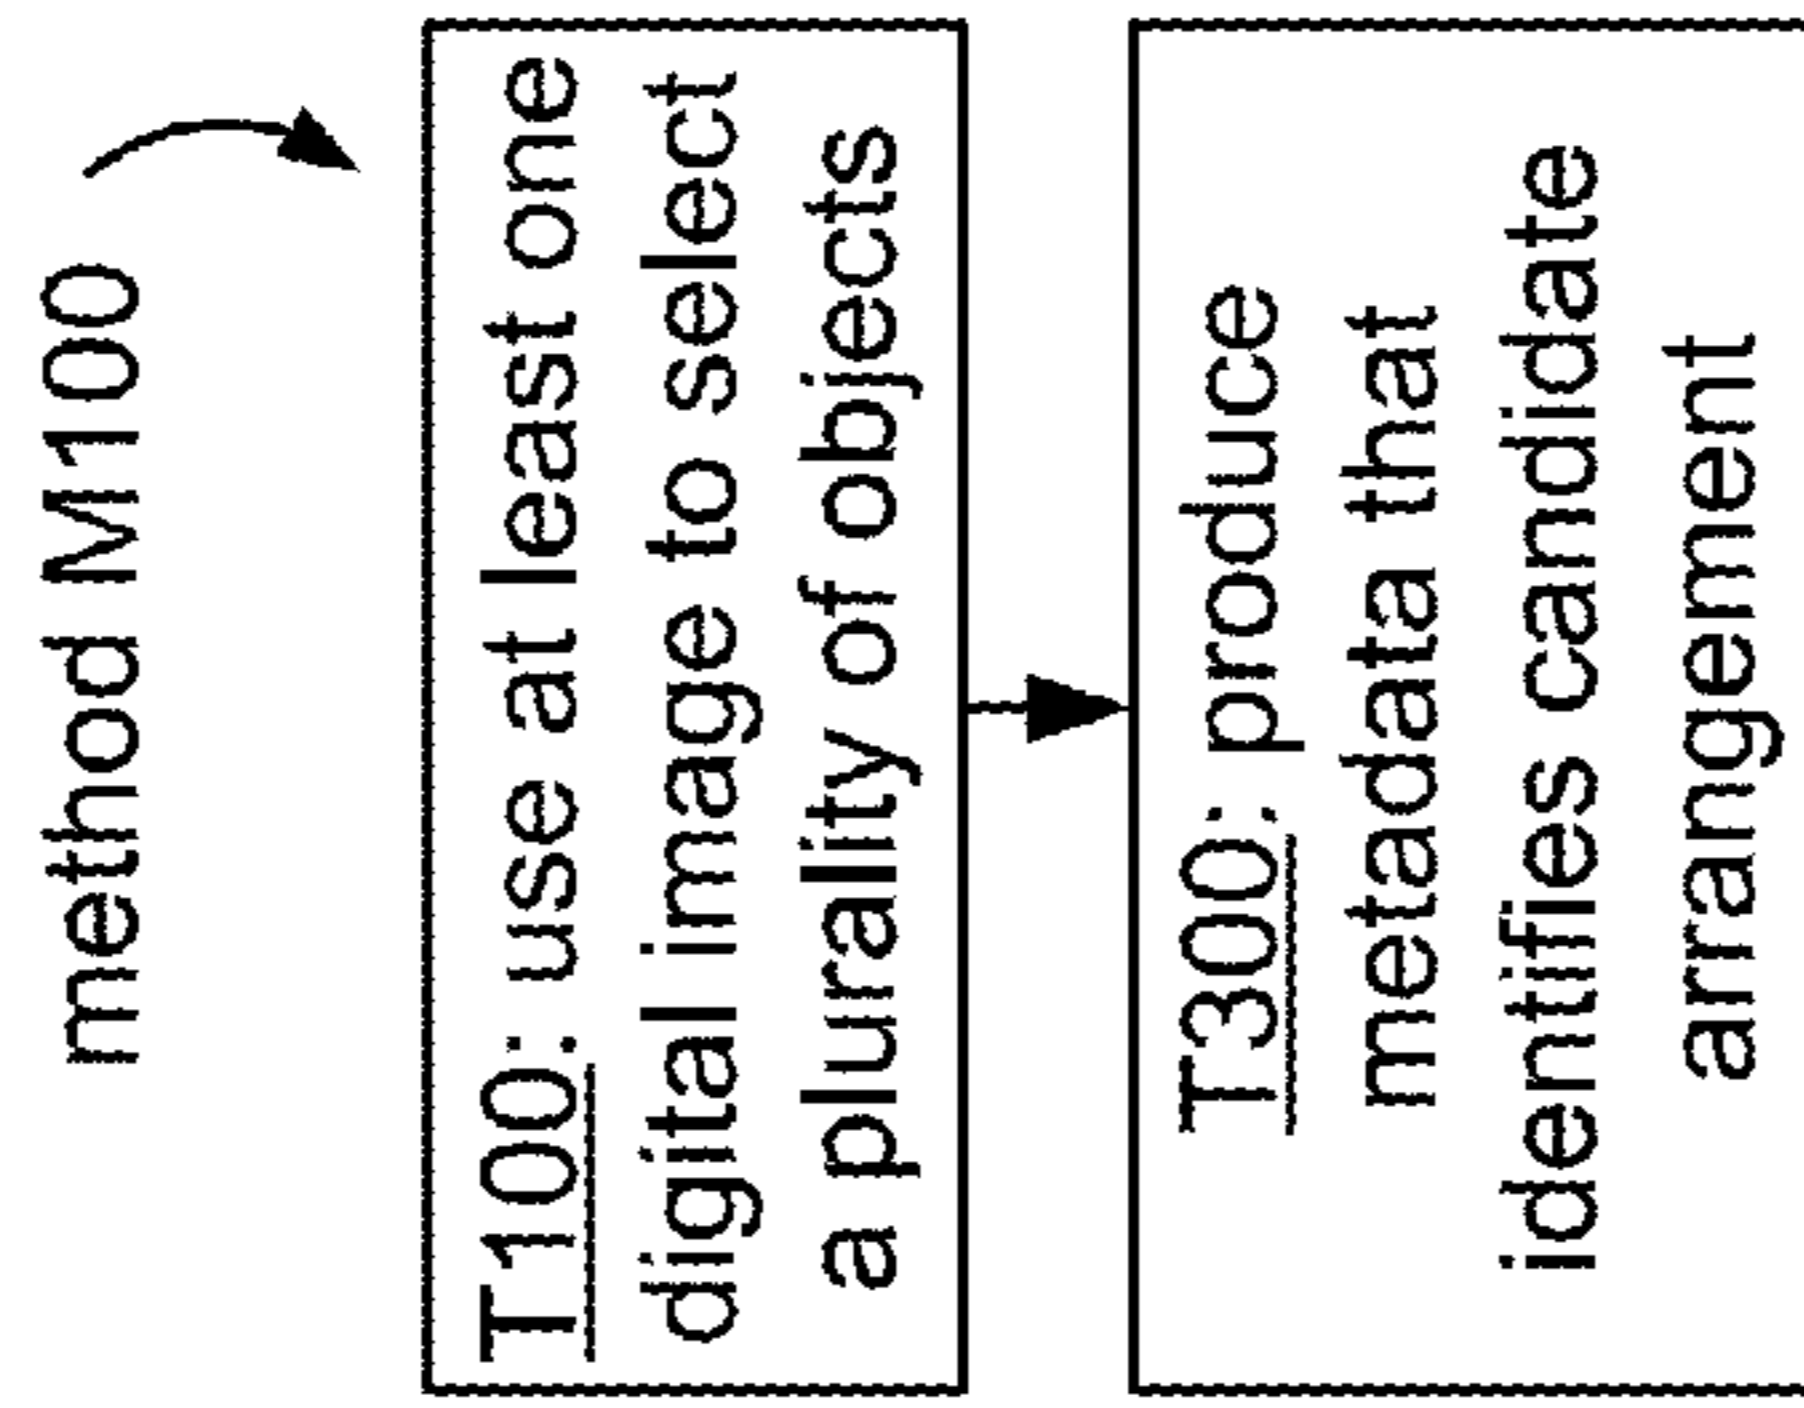 method M100
T100: use at least one
digital image to select
a plurality of objects
T300: produce
metadata that
identifies candidate
arrangement